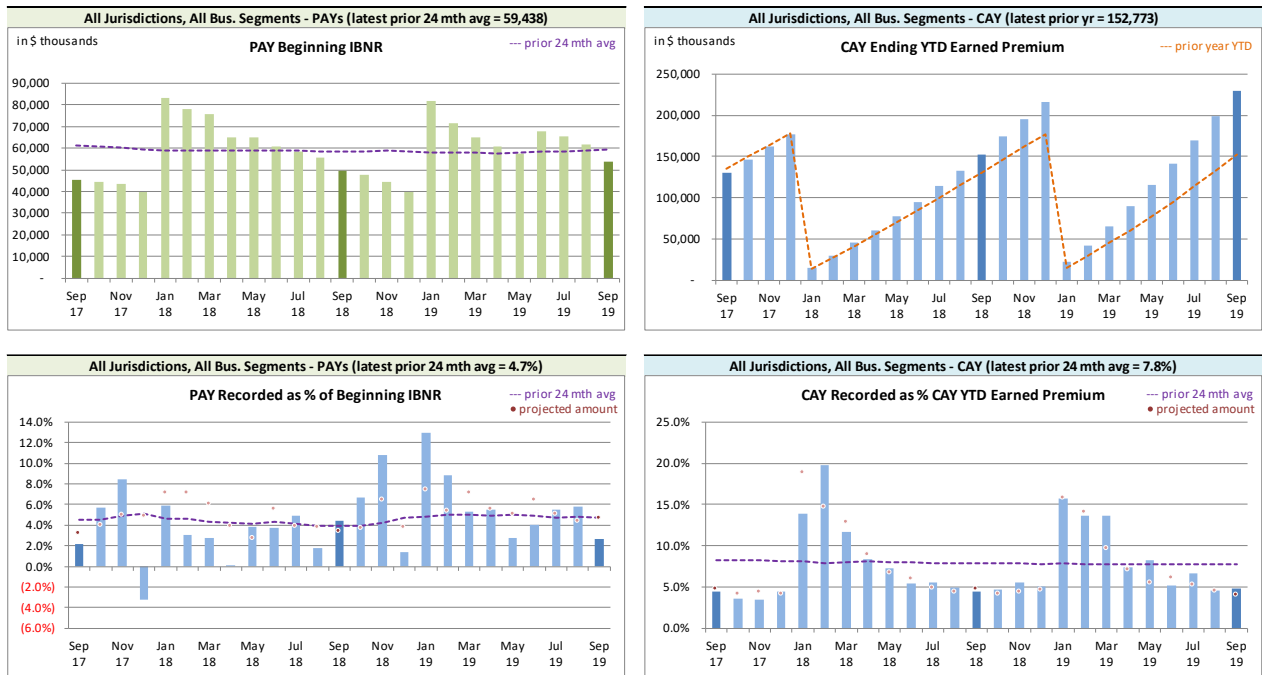 All Jurisdictions, All Bus. Segments - PAYs (latest prior 24 mth avg = 59,438)
in $ thousands
PAY Beginning IBNR
--- prior 24 mth avg
90,000
80,000
70,000
60,000
50,000
40,000
30,000
20,000
10,000
-
Sep Nov Jan Mar May Jul Sep Nov Jan Mar May Jul Sep
17 17 18 18 18 18 18 18 19 19 19 19 19
All Jurisdictions, All Bus. Segments - CAY (latest prior yr = 152,773)
in $ thousands
CAY Ending YTD Earned Premium
--- prior year YTD
250,000
200,000
150,000
100,000
50,000
-
Sep Nov Jan Mar May Jul Sep Nov Jan Mar May Jul Sep
17 17 18 18 18 18 18 18 19 19 19 19 19
All Jurisdictions, All Bus. Segments - PAYs (latest prior 24 mth avg = 4.7%)
PAY Recorded as % of Beginning IBNR
--- prior 24 mth avg
• projected amount
14.0%
12.0%
10.0%
8.0%
6.0%
4.0%
2.0%
0.0%
(2.0%)
(4.0%)
(6.0%)
Sep Nov Jan Mar May Jul Sep Nov Jan Mar May Jul Sep
17 17 18 18 18 18 18 18 19 19 19 19 19
All Jurisdictions, All Bus. Segments - CAY (latest prior 24 mth avg = 7.8%)
CAY Recorded as % CAY YTD Earned Premium
--- prior 24 mth avg
• projected amount
25.0%
20.0%
15.0%
10.0%
5.0%
0.0%
Sep Nov Jan Mar May Jul Sep Nov Jan Mar May Jul Sep
17 17 18 18 18 18 18 18 19 19 19 19 19